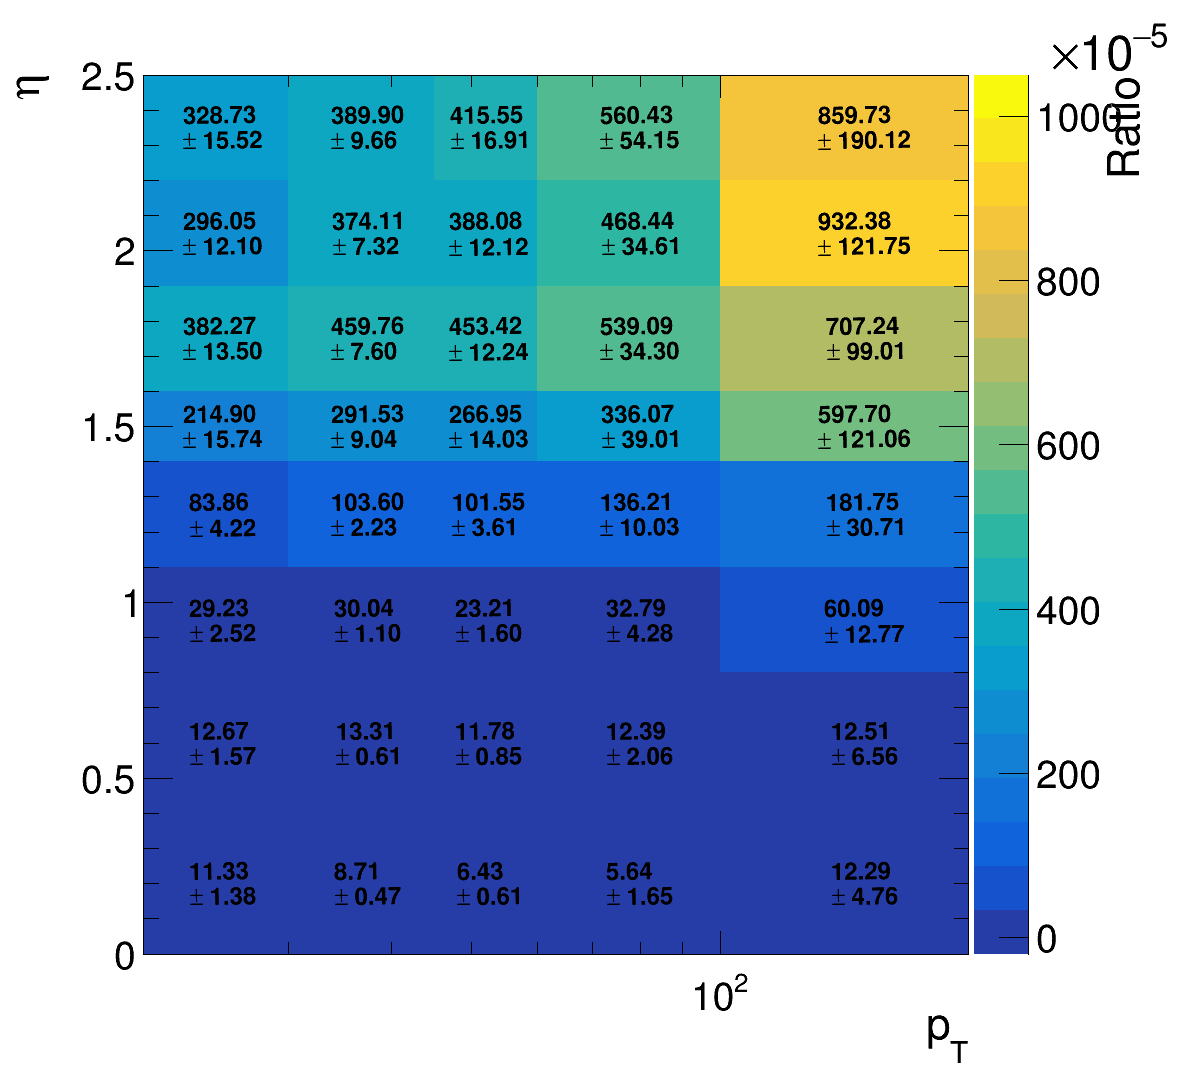 ×10⁻⁵
η
2.5
328.73 389.90 415.55 560.43 859.73
± 15.52 ± 9.66 ± 16.91 ± 54.15 ± 190.12
1000
Ratio
296.05 374.11 388.08 468.44 932.38
± 12.10 ± 7.32 ± 12.12 ± 34.61 ± 121.75
2
800
382.27 459.76 453.42 539.09 707.24
± 13.50 ± 7.60 ± 12.24 ± 34.30 ± 99.01
214.90 291.53 266.95 336.07 597.70
± 15.74 ± 9.04 ± 14.03 ± 39.01 ± 121.06
1.5
600
83.86 103.60 101.55 136.21 181.75
± 4.22 ± 2.23 ± 3.61 ± 10.03 ± 30.71
29.23 30.04 23.21 32.79 60.09
± 2.52 ± 1.10 ± 1.60 ± 4.28 ± 12.77
1
400
12.67 13.31 11.78 12.39 12.51
± 1.57 ± 0.61 ± 0.85 ± 2.06 ± 6.56
0.5
200
11.33 8.71 6.43 5.64 12.29
± 1.38 ± 0.47 ± 0.61 ± 1.65 ± 4.76
0
0
10²
p_T